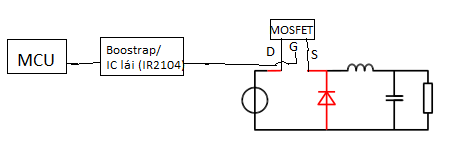 MOSFET
Boostrap/
IC lái (IR2104)
MCU
D
G
S